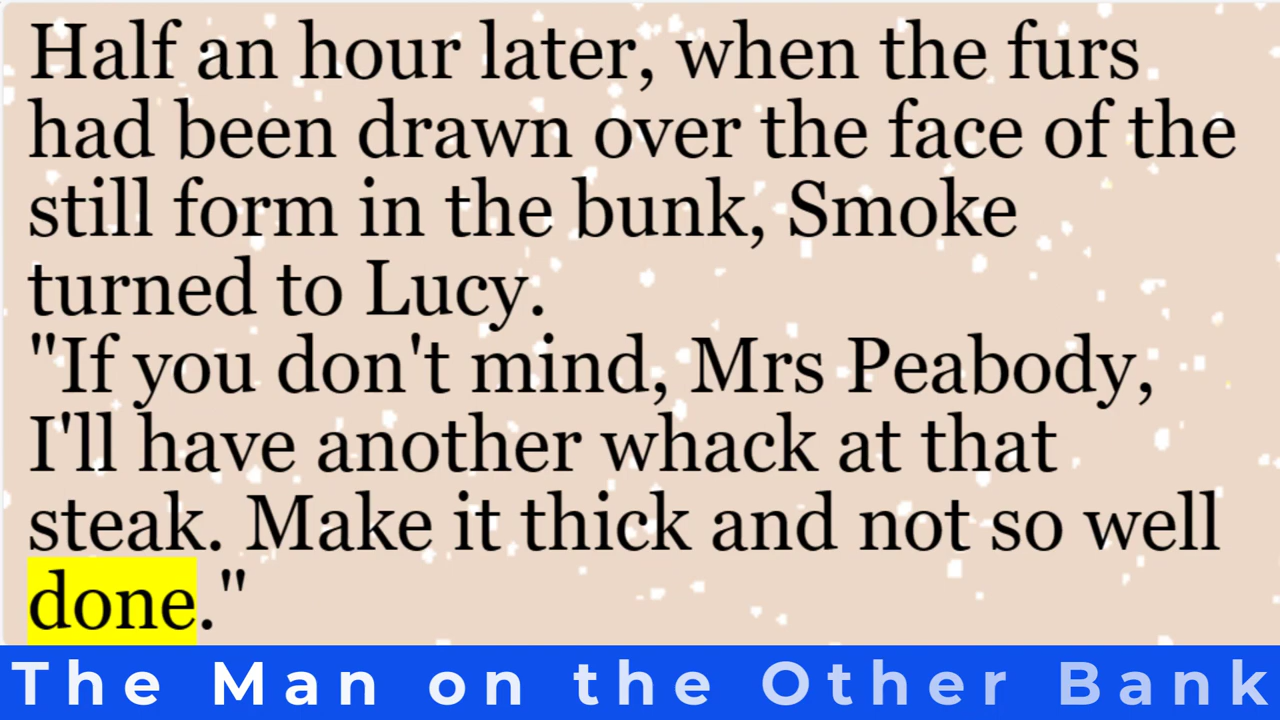 Half an hour later, when the furs
had been drawn over the face of the
still form in the bunk, Smoke
turned to Lucy.
"If you don't mind, Mrs Peabody,
I'll have another whack at that
steak. Make it thick and not so well
done."
The Man on the Other Bank